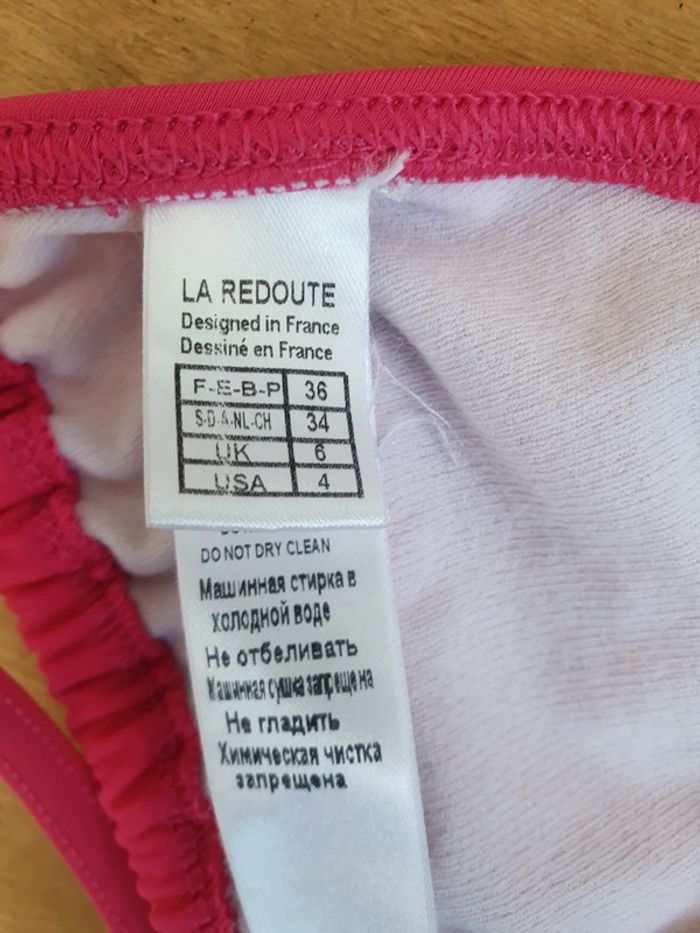 LA REDOUTE
Designed in France
Dessiné en France
F-E-B-P 36
S-D-A-NL-CH 34
UK 6
USA 4
DO NOT DRY CLEAN
Машинная стирка в
холодной воде
Не отбеливать
Машинная сушка запрещена
Не гладить
Химическая чистка
запрещена